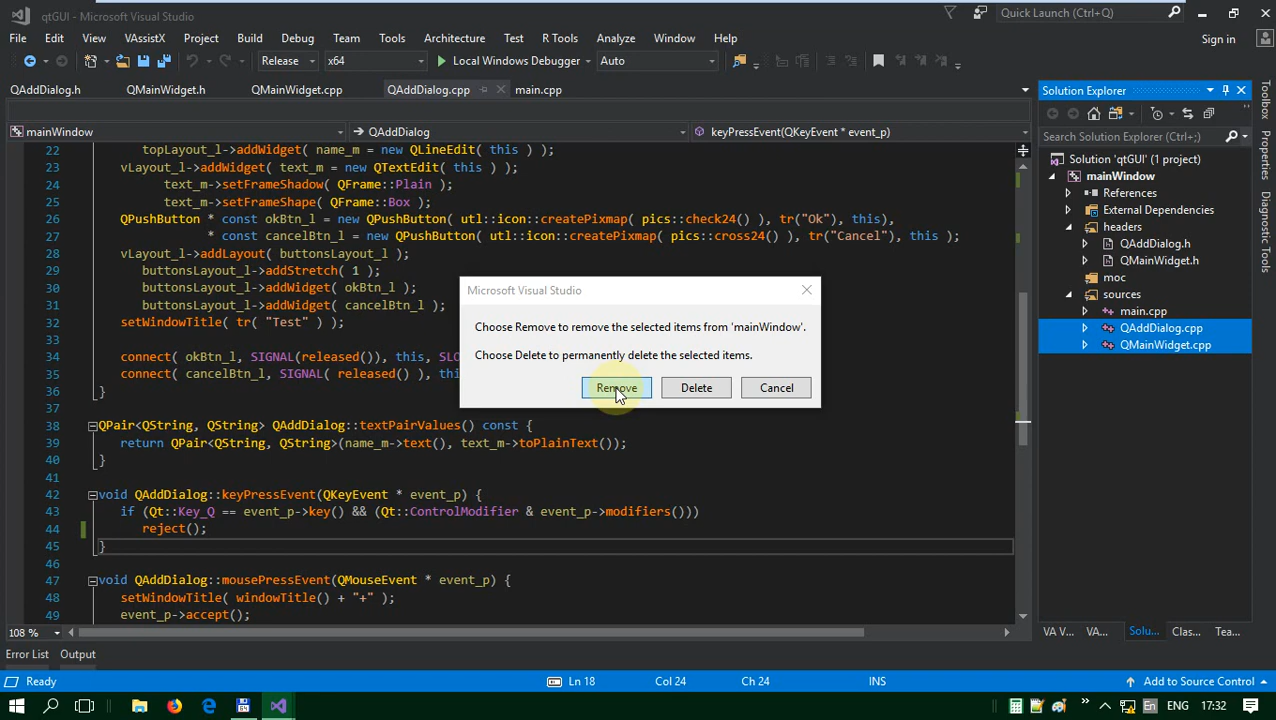 qtGUI - Microsoft Visual Studio
Quick Launch (Ctrl+Q)
File Edit View VAssistX Project Build Debug Team Tools Architecture Test R Tools Analyze Window Help
Sign in
Release x64 Local Windows Debugger Auto
QAddDialog.h QMainWidget.h QMainWidget.cpp QAddDialog.cpp main.cpp
mainWindow QAddDialog keyPressEvent(QKeyEvent * event_p)
22 topLayout_l->addWidget( name_m = new QLineEdit( this ) );
23 vLayout_l->addWidget( text_m = new QTextEdit( this ) );
24 text_m->setFrameShadow( QFrame::Plain );
25 text_m->setFrameShape( QFrame::Box );
26 QPushButton * const okBtn_l = new QPushButton( utl::icon::createPixmap( pics::check24() ), tr("Ok"), this),
27 * const cancelBtn_l = new QPushButton( utl::icon::createPixmap( pics::cross24() ), tr("Cancel"), this );
28 vLayout_l->addLayout( buttonsLayout_l );
29 buttonsLayout_l->addStretch( 1 );
30 buttonsLayout_l->addWidget( okBtn_l );
31 buttonsLayout_l->addWidget( cancelBtn_l );
32 setWindowTitle( tr( "Test" ) );
33
34 connect( okBtn_l, SIGNAL(released()), this, SLO
35 connect( cancelBtn_l, SIGNAL( released() ), thi
36 }
37
38 QPair<QString, QString> QAddDialog::textPairValues() const {
39 return QPair<QString, QString>(name_m->text(), text_m->toPlainText());
40 }
41
42 void QAddDialog::keyPressEvent(QKeyEvent * event_p) {
43 if (Qt::Key_Q == event_p->key() && (Qt::ControlModifier & event_p->modifiers()))
44 reject();
45 }
46
47 void QAddDialog::mousePressEvent(QMouseEvent * event_p) {
48 setWindowTitle( windowTitle() + "+" );
49 event_p->accept();
108 %
Microsoft Visual Studio
Choose Remove to remove the selected items from 'mainWindow'.
Choose Delete to permanently delete the selected items.
Remove Delete Cancel
Solution Explorer
Search Solution Explorer (Ctrl+;)
Solution 'qtGUI' (1 project)
mainWindow
References
External Dependencies
headers
QAddDialog.h
QMainWidget.h
moc
sources
main.cpp
QAddDialog.cpp
QMainWidget.cpp
VA V... VA... Solu... Clas... Tea...
Toolbox
Properties
Diagnostic Tools
Error List Output
Ready Ln 18 Col 24 Ch 24 INS Add to Source Control
64 En ENG 17:32